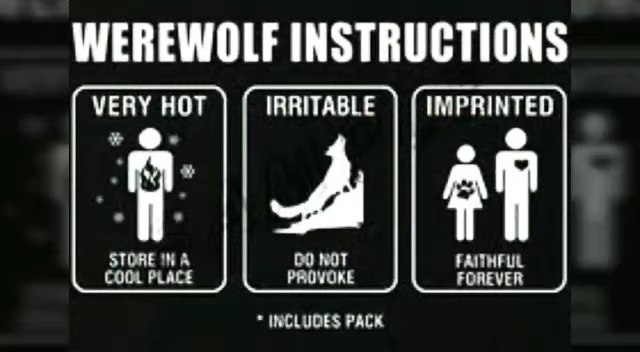 WEREWOLF INSTRUCTIONS
VERY HOT
STORE IN A
COOL PLACE
IRRITABLE
DO NOT
PROVOKE
IMPRINTED
FAITHFUL
FOREVER
* INCLUDES PACK